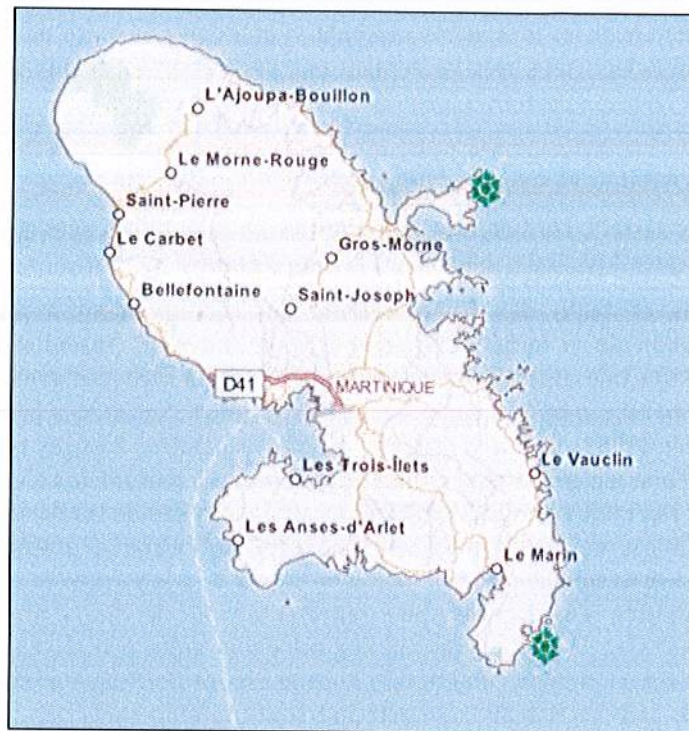 L'Ajoupa-Bouillon
Le Morne-Rouge
Saint-Pierre
Le Carbet
Gros-Morne
Bellefontaine
Saint-Joseph
D41
MARTINIQUE
Les Trois-Îlets
Le Vauclin
Les Anses-d'Arlet
Le Marin